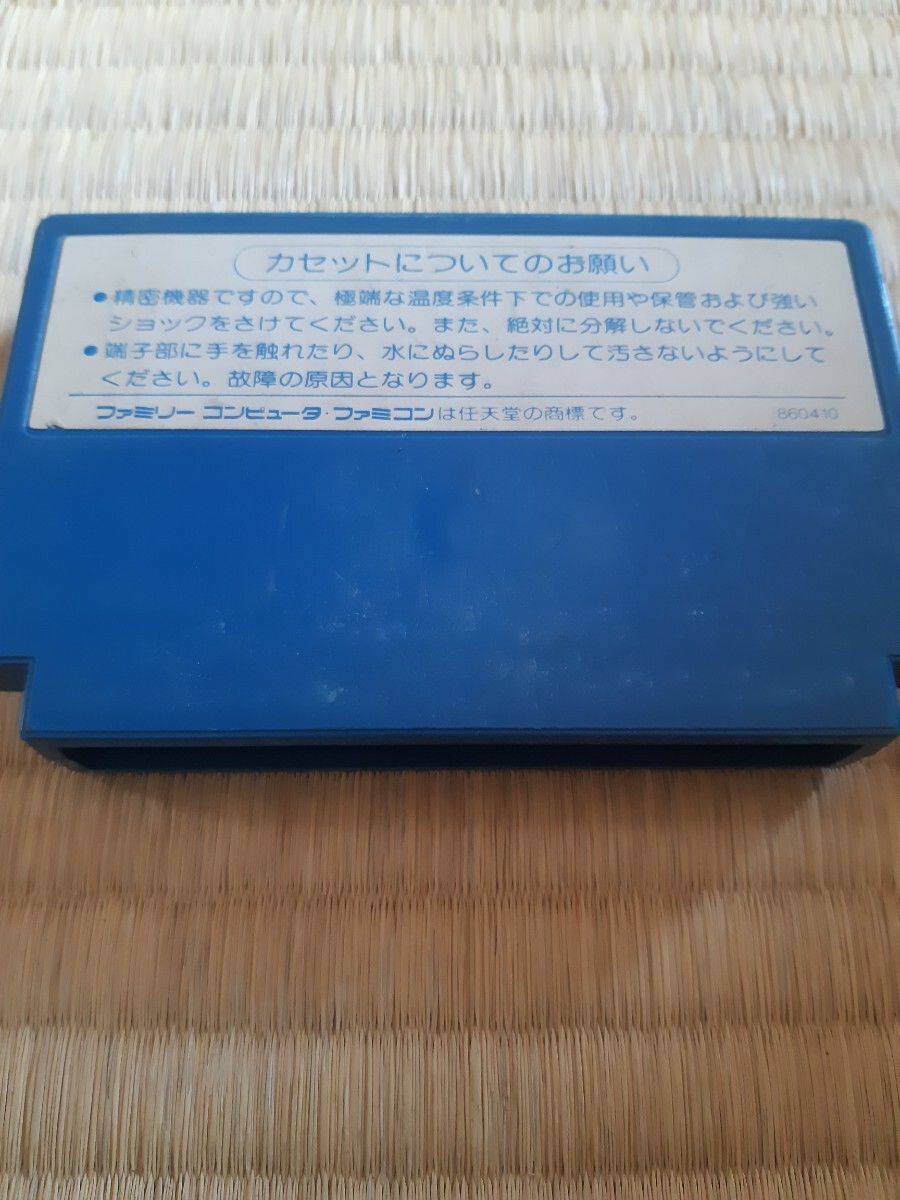 カセットについてのお願い
●精密機器ですので、極端な温度条件下での使用や保管および強い
ショックをさけてください。また、絶対に分解しないでください。
●端子部に手を触れたり、水にぬらしたりして汚さないようにして
ください。故障の原因となります。
ファミリー コンピュータ・ファミコンは任天堂の商標です。 860410